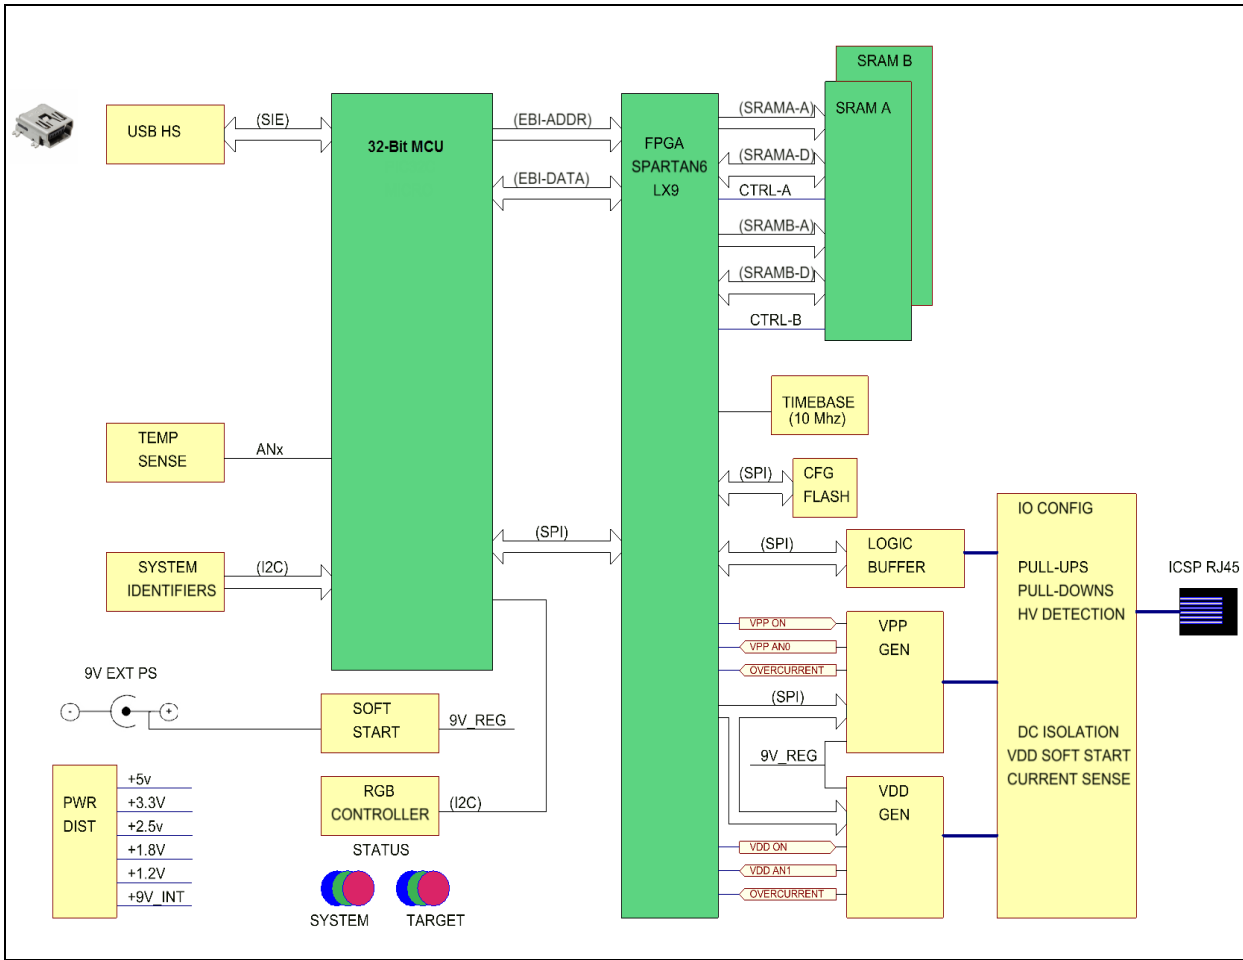 SRAM B
SRAM A
USB HS
(SIE)
32-Bit MCU
(EBI-ADDR)
(EBI-DATA)
FPGA
SPARTAN6
LX9
(SRAMA-A)
(SRAMA-D)
CTRL-A
(SRAMB-A)
(SRAMB-D)
CTRL-B
TIMEBASE
(10 Mhz)
TEMP
SENSE
ANx
(SPI)
CFG
FLASH
SYSTEM
IDENTIFIERS
(I2C)
(SPI)
(SPI)
LOGIC
BUFFER
IO CONFIG
PULL-UPS
PULL-DOWNS
HV DETECTION
DC ISOLATION
VDD SOFT START
CURRENT SENSE
ICSP RJ45
VPP ON
VPP AN0
OVERCURRENT
(SPI)
VPP
GEN
9V_REG
VDD
GEN
VDD ON
VDD AN1
OVERCURRENT
9V EXT PS
-
+
SOFT
START
9V_REG
RGB
CONTROLLER
(I2C)
STATUS
SYSTEM
TARGET
PWR
DIST
+5v
+3.3V
+2.5v
+1.8V
+1.2V
+9V_INT